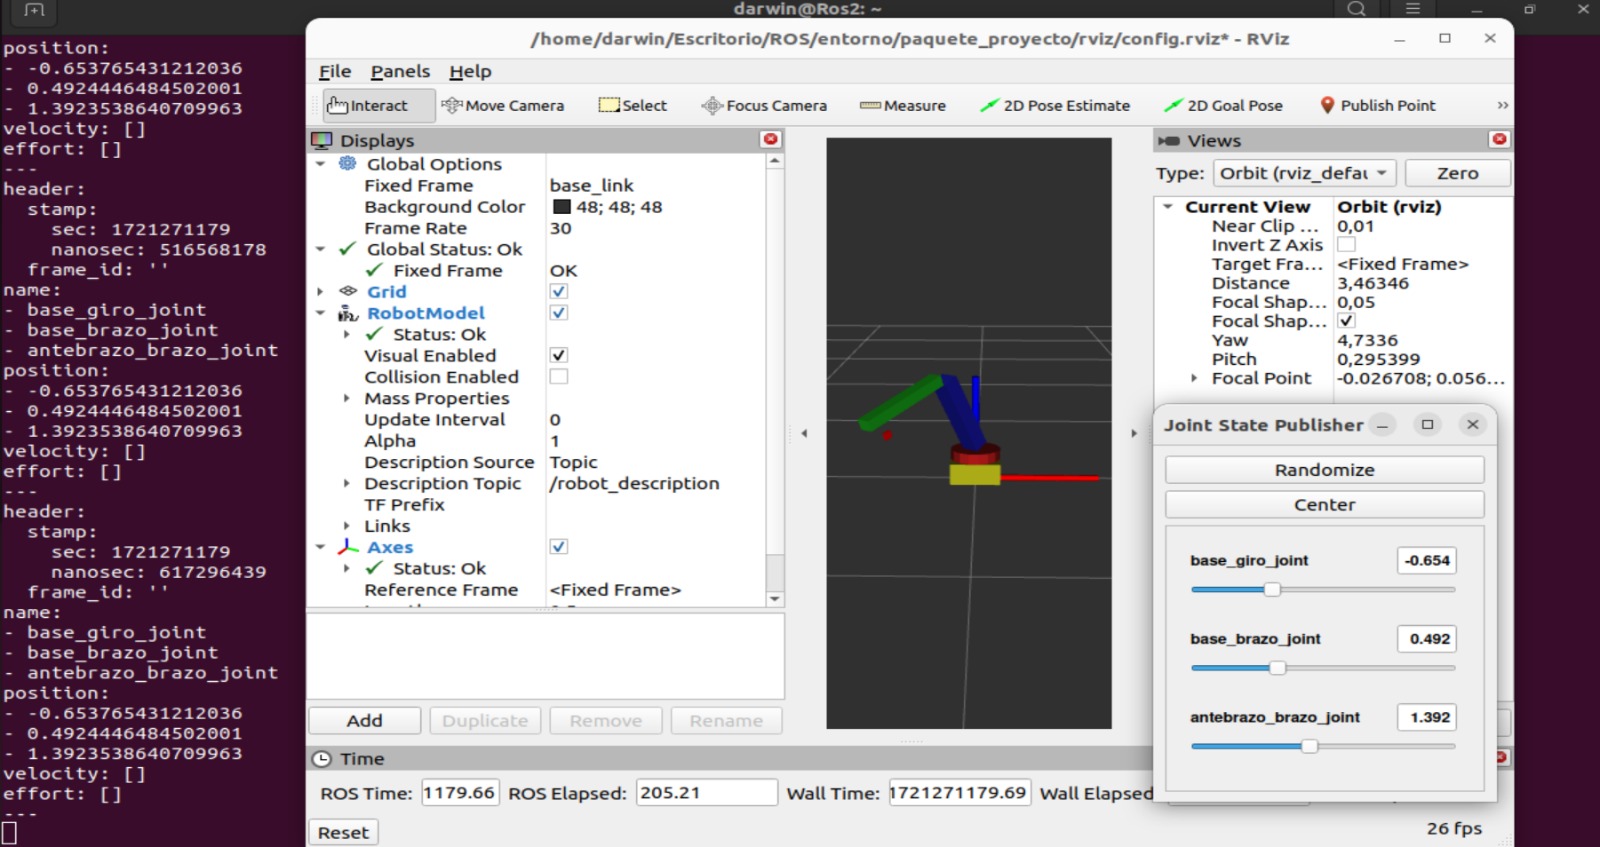 darwin@Ros2: ~
position:
- -0.653765431212036
- 0.4924446484502001
- 1.3923538640709963
velocity: []
effort: []
---
header:
stamp:
sec: 1721271179
nanosec: 516568178
frame_id: ''
name:
- base_giro_joint
- base_brazo_joint
- antebrazo_brazo_joint
position:
- -0.653765431212036
- 0.4924446484502001
- 1.3923538640709963
velocity: []
effort: []
---
header:
stamp:
sec: 1721271179
nanosec: 617296439
frame_id: ''
name:
- base_giro_joint
- base_brazo_joint
- antebrazo_brazo_joint
position:
- -0.653765431212036
- 0.4924446484502001
- 1.3923538640709963
velocity: []
effort: []
---
/home/darwin/Escritorio/ROS/entorno/paquete_proyecto/rviz/config.rviz* - RViz
File Panels Help
Interact Move Camera Select Focus Camera Measure 2D Pose Estimate 2D Goal Pose Publish Point »
Displays
Global Options
Fixed Frame base_link
Background Color 48; 48; 48
Frame Rate 30
Global Status: Ok
Fixed Frame OK
Grid
RobotModel
Status: Ok
Visual Enabled
Collision Enabled
Mass Properties
Update Interval 0
Alpha 1
Description Source Topic
Description Topic /robot_description
TF Prefix
Links
Axes
Status: Ok
Reference Frame <Fixed Frame>
Add Duplicate Remove Rename
Views
Type: Orbit (rviz_defau Zero
Current View Orbit (rviz)
Near Clip ... 0,01
Invert Z Axis
Target Fra... <Fixed Frame>
Distance 3,46346
Focal Shap... 0,05
Focal Shap...
Yaw 4,7336
Pitch 0,295399
Focal Point -0.026708; 0.056...
Joint State Publisher
Randomize
Center
base_giro_joint -0.654
base_brazo_joint 0.492
antebrazo_brazo_joint 1.392
Time
ROS Time: 1179.66 ROS Elapsed: 205.21 Wall Time: 1721271179.69 Wall Elapsed
Reset
26 fps